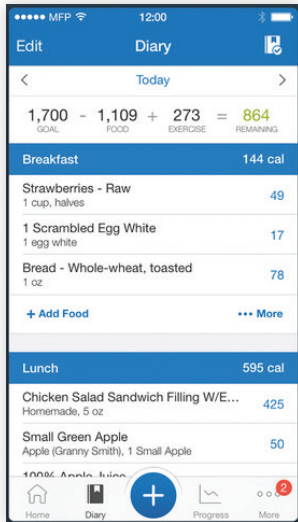 MFP 12:00
Edit Diary
Today
1,700 - 1,109 + 273 = 864
GOAL FOOD EXERCISE REMAINING
Breakfast 144 cal
Strawberries - Raw 49
1 cup, halves
1 Scrambled Egg White 17
1 egg white
Bread - Whole-wheat, toasted 78
1 oz
+ Add Food ••• More
Lunch 595 cal
Chicken Salad Sandwich Filling W/E... 425
Homemade, 5 oz
Small Green Apple 50
Apple (Granny Smith), 1 Small Apple
100% Apple Juice
2
Home Diary + Progress More